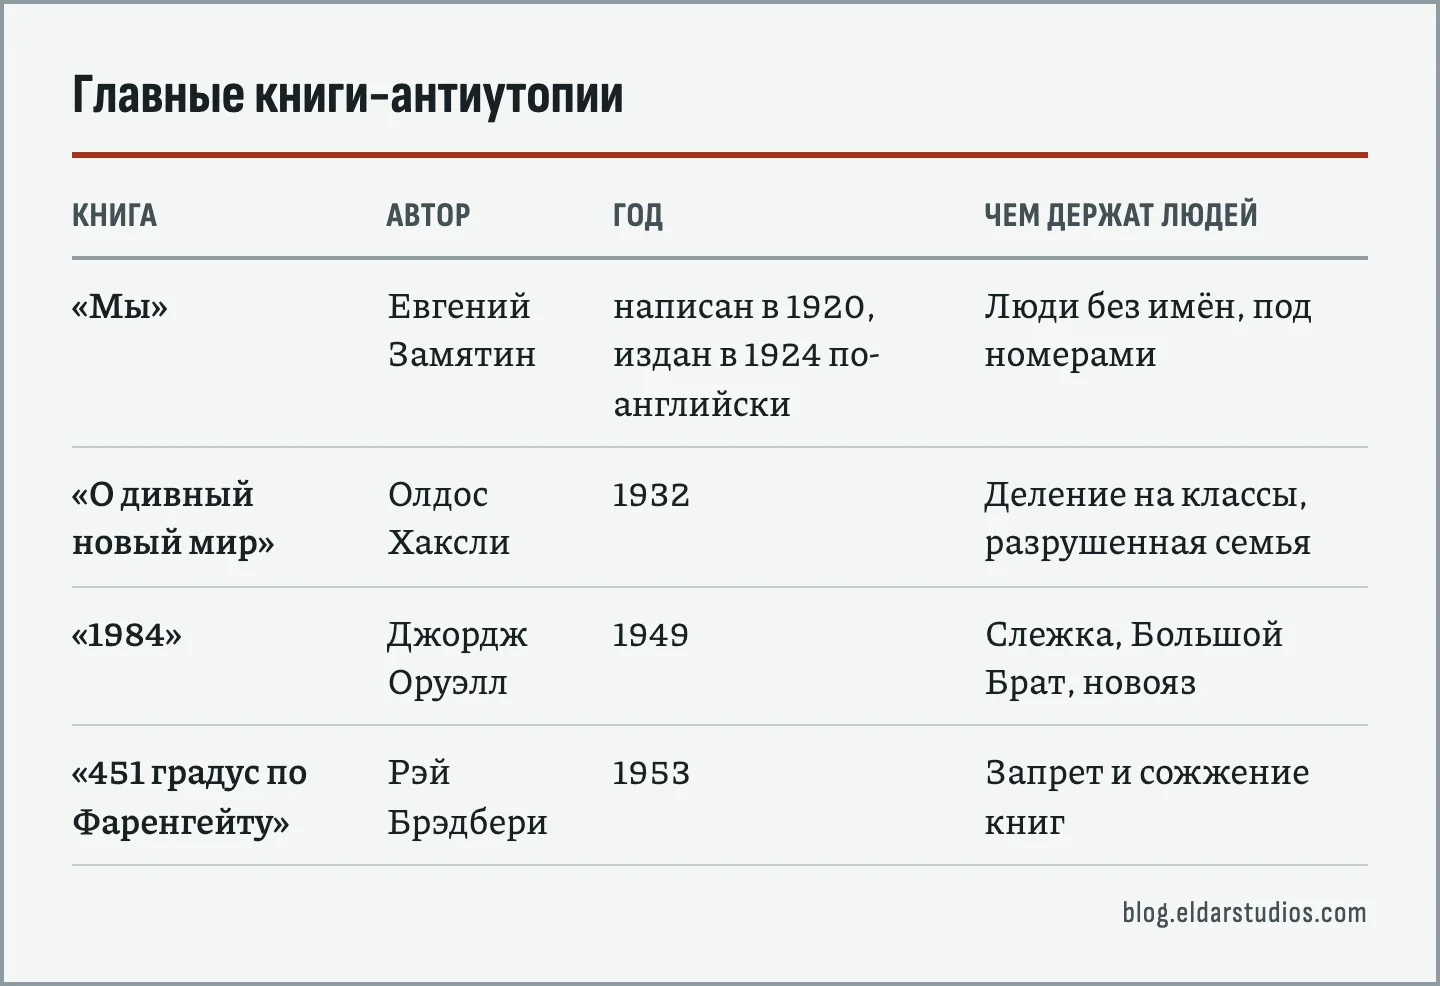 Главные книги-антиутопии
КНИГА АВТОР ГОД ЧЕМ ДЕРЖАТ ЛЮДЕЙ
«Мы» Евгений написан в 1920, Люди без имён, под
Замятин издан в 1924 по- номерами
английски
«О дивный Олдос 1932 Деление на классы,
новый мир» Хаксли разрушенная семья
«1984» Джордж 1949 Слежка, Большой
Оруэлл Брат, новояз
«451 градус по Рэй 1953 Запрет и сожжение
Фаренгейту» Брэдбери книг
blog.eldarstudios.com